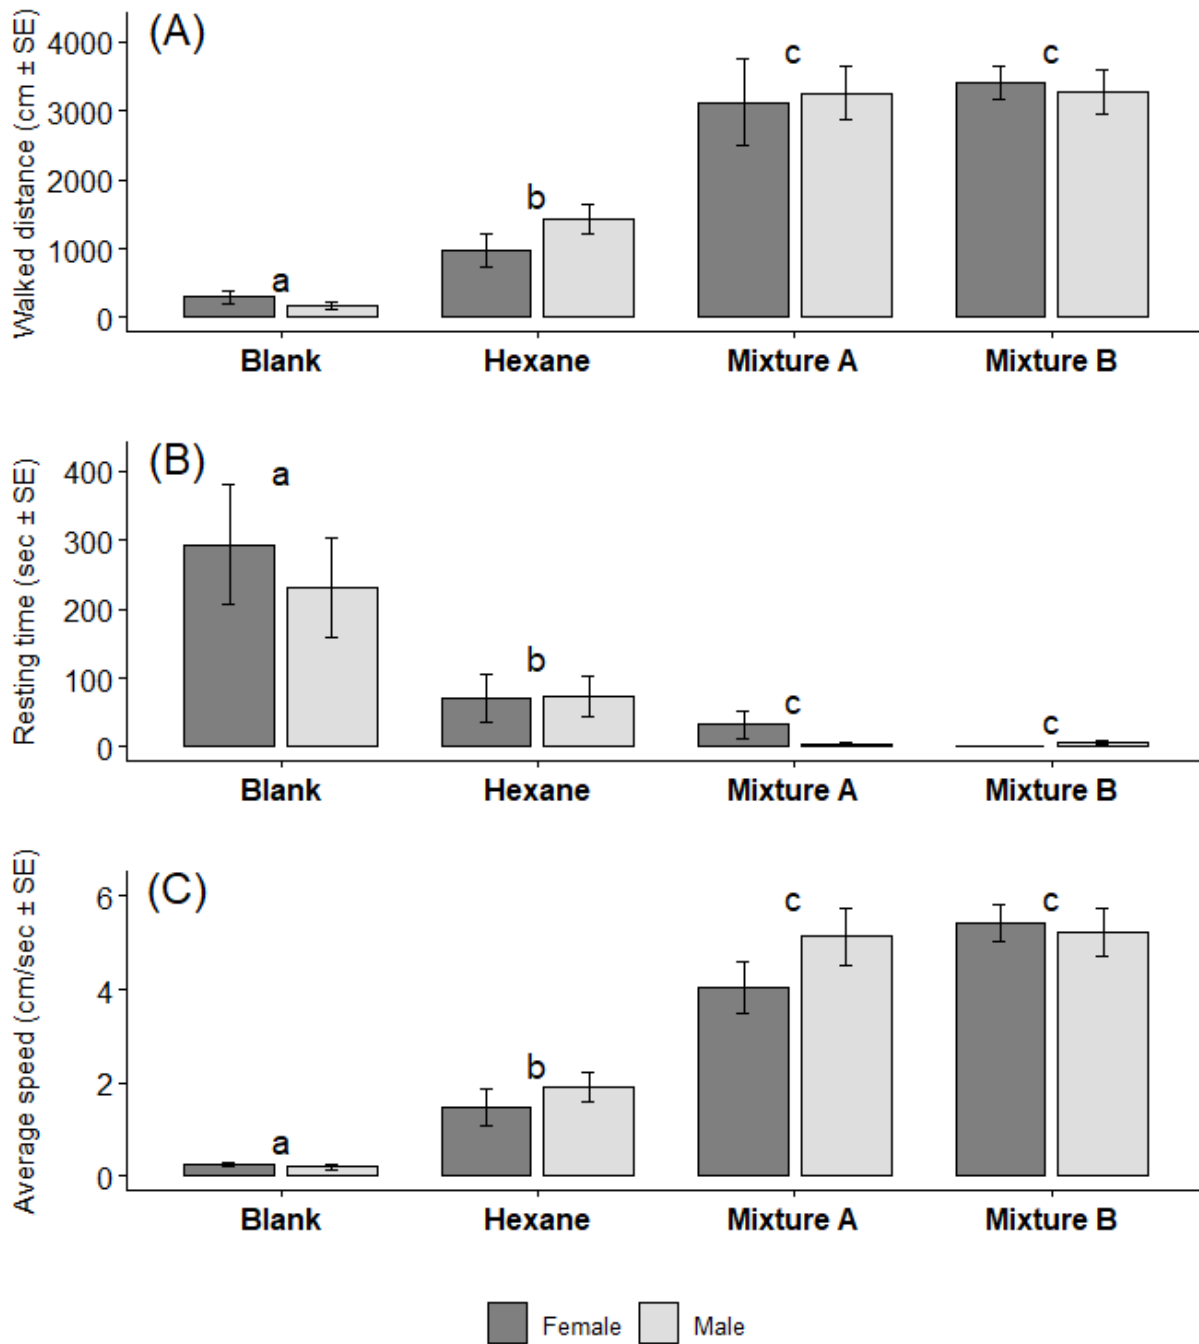 (A)
Walked distance (cm ± SE)
4000
3000
2000
1000
0
a
b
c
c
Blank Hexane Mixture A Mixture B
(B)
Resting time (sec ± SE)
400
300
200
100
0
a
b
c
c
Blank Hexane Mixture A Mixture B
(C)
Average speed (cm/sec ± SE)
6
4
2
0
a
b
c
c
Blank Hexane Mixture A Mixture B
Female Male